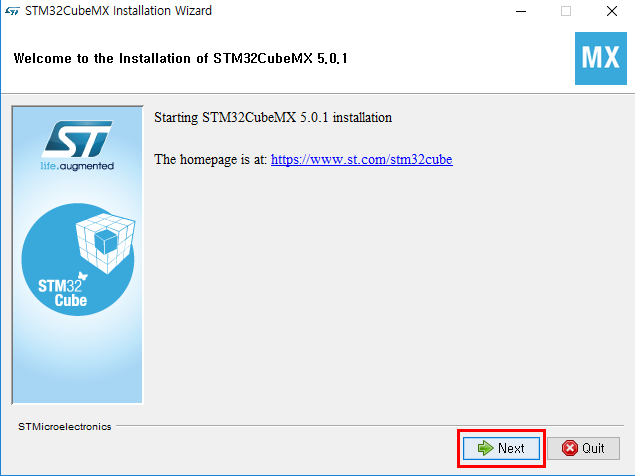 STM32CubeMX Installation Wizard
Welcome to the Installation of STM32CubeMX 5.0.1
MX
Starting STM32CubeMX 5.0.1 installation
The homepage is at: https://www.st.com/stm32cube
ST
life.augmented
STM32
Cube
STMicroelectronics
Next
Quit